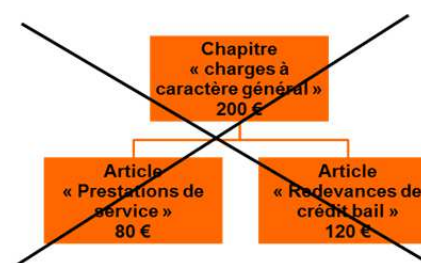 Chapitre
« charges à
caractère général »
200 €
Article
« Prestations de
service »
80 €
Article
« Redevances de
crédit bail »
120 €